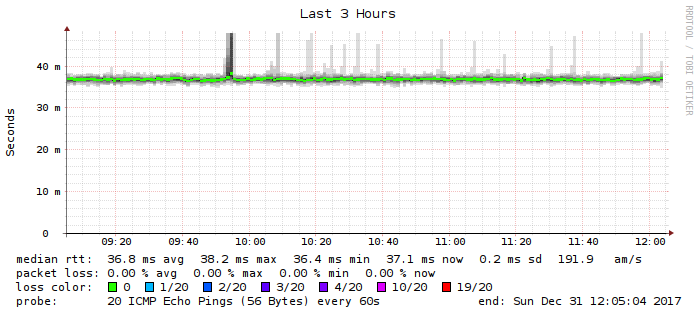 Last 3 Hours
RRDTOOL / TOBI OETIKER
Seconds
40 m
30 m
20 m
10 m
0
09:20 09:40 10:00 10:20 10:40 11:00 11:20 11:40 12:00
median rtt: 36.8 ms avg 38.2 ms max 36.4 ms min 37.1 ms now 0.2 ms sd 191.9 am/s
packet loss: 0.00 % avg 0.00 % max 0.00 % min 0.00 % now
loss color: 0 1/20 2/20 3/20 4/20 10/20 19/20
probe: 20 ICMP Echo Pings (56 Bytes) every 60s end: Sun Dec 31 12:05:04 2017